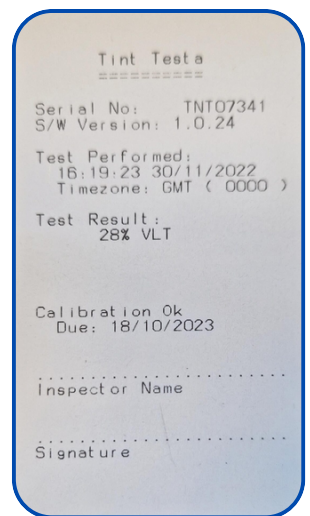 Tint Testa
==========
Serial No: TNT07341
S/W Version: 1.0.24
Test Performed:
16:19:23 30/11/2022
Timezone: GMT ( 0000 )
Test Result:
28% VLT
Calibration Ok
Due: 18/10/2023
........................
Inspector Name
........................
Signature